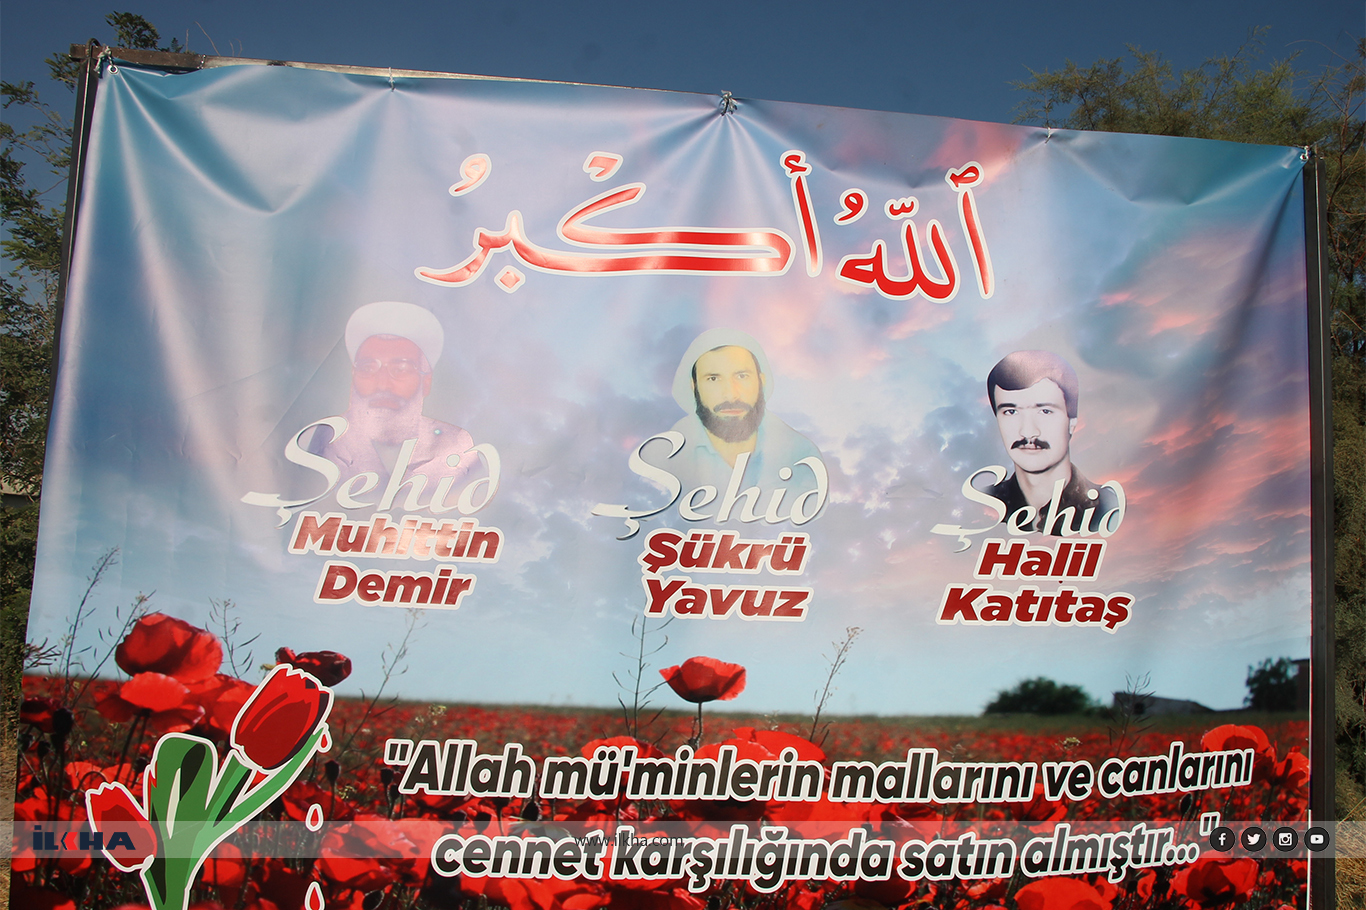 ٱللَّهُ أَكْبَرُ
Şehid
Muhittin
Demir
Şehid
Şükrü
Yavuz
Şehid
Halil
Katıtaş
"Allah mü'minlerin mallarını ve canlarını
cennet karşılığında satın almıştır..."
İLKHA
www.ilkha.com